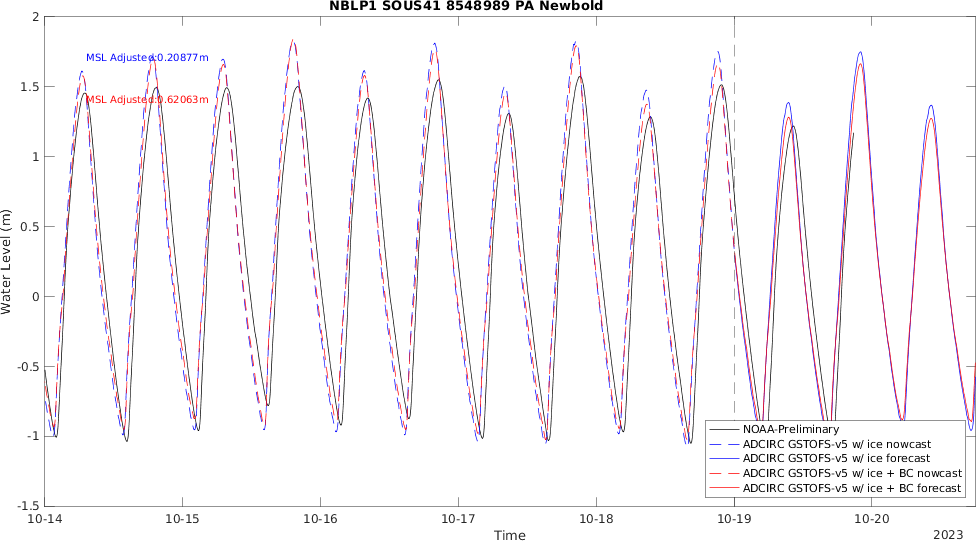 NBLP1 SOUS41 8548989 PA Newbold
MSL Adjusted:0.20877m
MSL Adjusted:0.62063m
Water Level (m)
2
1.5
1
0.5
0
-0.5
-1
-1.5
NOAA-Preliminary
ADCIRC GSTOFS-v5 w/ ice nowcast
ADCIRC GSTOFS-v5 w/ ice forecast
ADCIRC GSTOFS-v5 w/ ice + BC nowcast
ADCIRC GSTOFS-v5 w/ ice + BC forecast
10-14 10-15 10-16 10-17 10-18 10-19 10-20
Time
2023